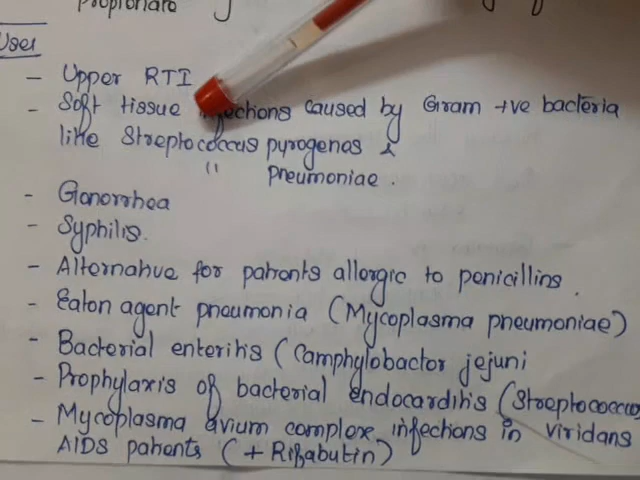 Propionate
Uses
- Upper RTI
- Soft tissue infections caused by Gram +ve bacteria
like Streptococcus pyrogenes &
" pneumoniae.
- Gonorrhea
- Syphilis.
- Alternative for patients allergic to penicillins.
- Eaton agent pneumonia (Mycoplasma pneumoniae)
- Bacterial enteritis (Camphylobactor jejuni
- Prophylaxis of bacterial endocarditis (Streptococcus
viridans
- Mycoplasma avium complex infections in
AIDS patients (+ Rifabutin)